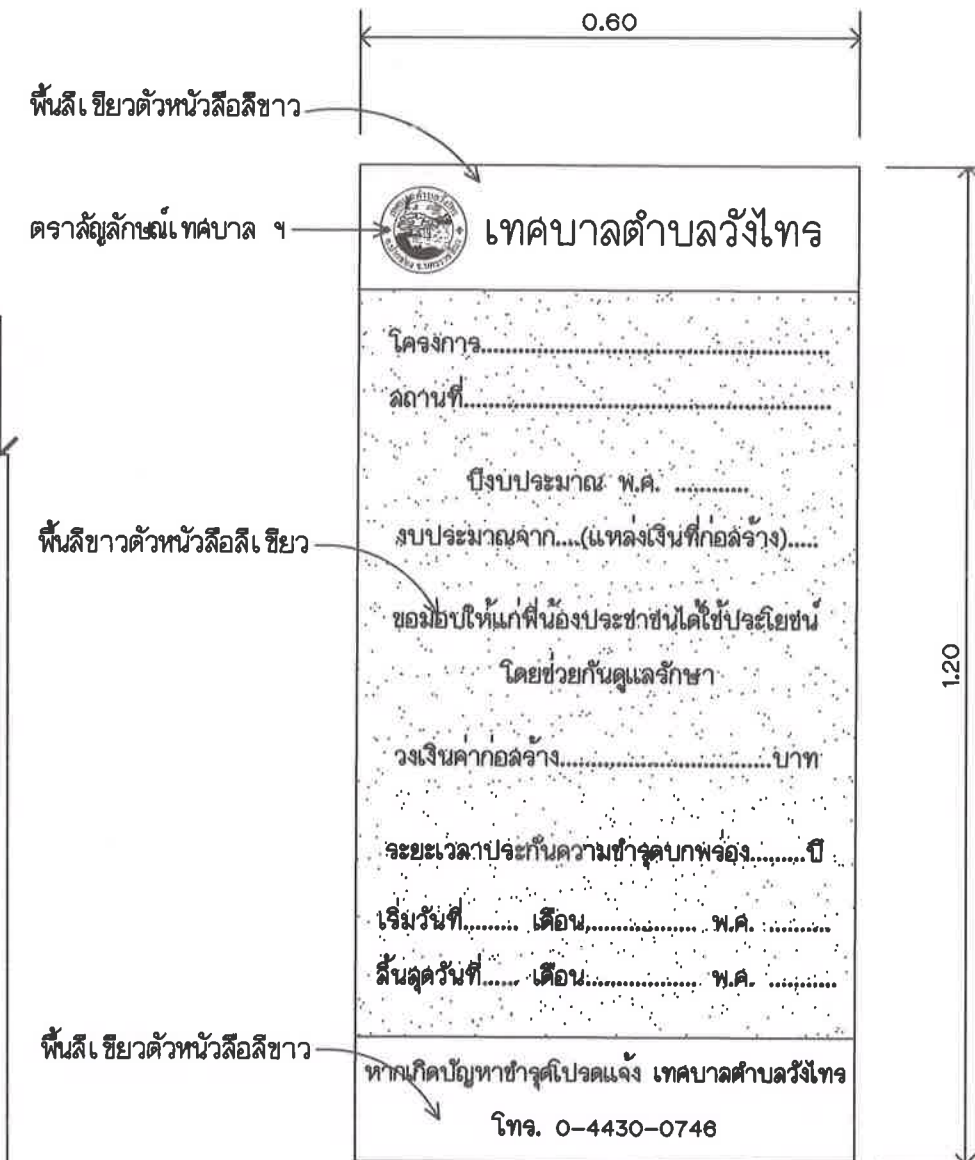 0.60
พื้นสีเขียวตัวหนังสือสีขาว
ตราสัญลักษณ์เทศบาล ฯ
เทศบาลตำบลวังไทร
โครงการ........................................
สถานที่........................................
ปีงบประมาณ พ.ศ. ............
งบประมาณจาก....(แหล่งเงินที่ก่อสร้าง).....
พื้นสีขาวตัวหนังสือสีเขียว
ขอมอบให้แก่พี่น้องประชาชนได้ใช้ประโยชน์
โดยช่วยกันดูแลรักษา
1.20
วงเงินค่าก่อสร้าง................................บาท
ระยะเวลาประกันความชำรุดบกพร่อง.........ปี
เริ่มวันที่......... เดือน.................. พ.ศ. ..........
สิ้นสุดวันที่...... เดือน.................. พ.ศ. ...........
พื้นสีเขียวตัวหนังสือสีขาว
หากเกิดปัญหาชำรุดโปรดแจ้ง เทศบาลตำบลวังไทร
โทร. 0-4430-0746